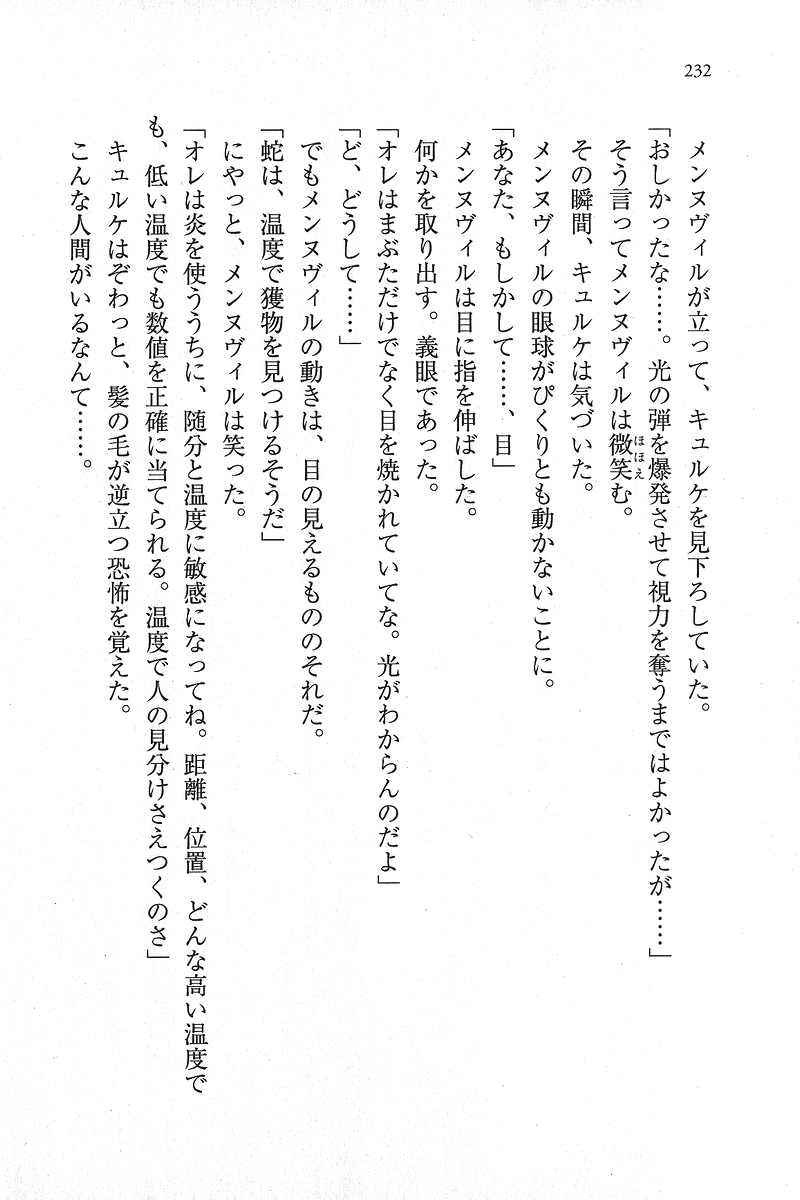 232
メンヌヴィルが立って、キュルケを見下ろしていた。
「おしかったな……。光の弾を爆発させて視力を奪うまではよかったが……」
そう言ってメンヌヴィルは微笑む。
ほほえ
その瞬間、キュルケは気づいた。
メンヌヴィルの眼球がぴくりとも動かないことに。
「あなた、もしかして……、目」
メンヌヴィルは目に指を伸ばした。
何かを取り出す。義眼であった。
「オレはまぶただけでなく目を焼かれていてな。光がわからんのだよ」
「ど、どうして……」
でもメンヌヴィルの動きは、目の見えるもののそれだ。
「蛇は、温度で獲物を見つけるそうだ」
にやっと、メンヌヴィルは笑った。
「オレは炎を使ううちに、随分と温度に敏感になってね。距離、位置、どんな高い温度で
も、低い温度でも数値を正確に当てられる。温度で人の見分けさえつくのさ」
キュルケはぞわっと、髪の毛が逆立つ恐怖を覚えた。
こんな人間がいるなんて……。